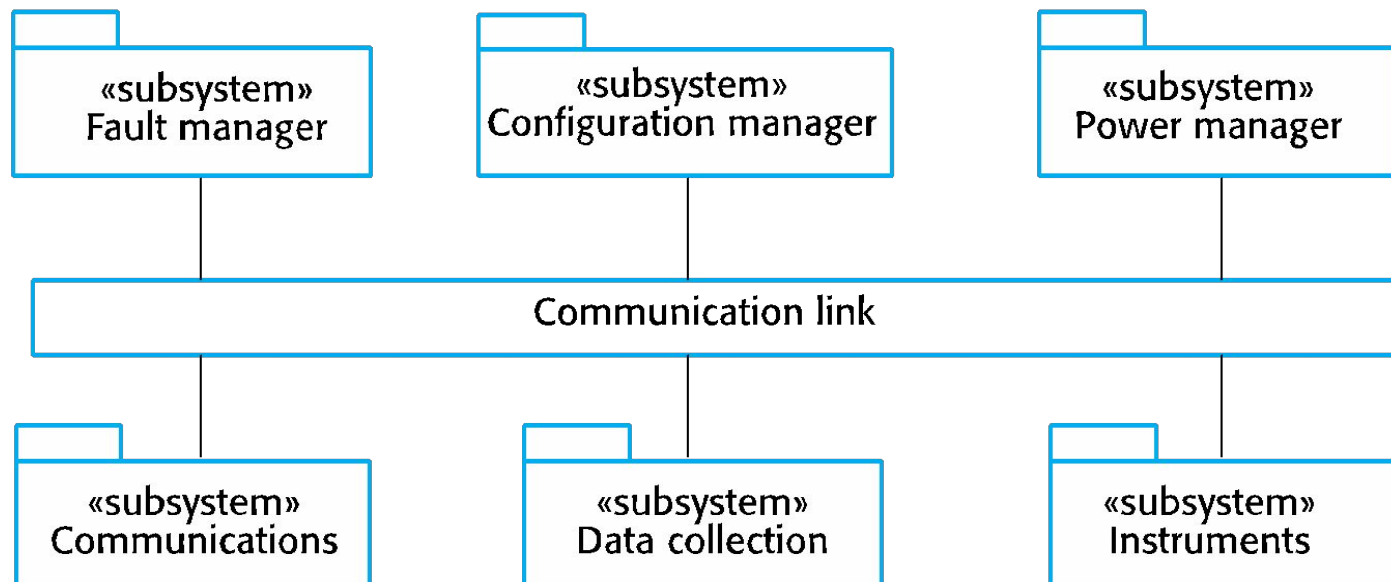 «subsystem»
Fault manager
«subsystem»
Configuration manager
«subsystem»
Power manager
Communication link
«subsystem»
Communications
«subsystem»
Data collection
«subsystem»
Instruments